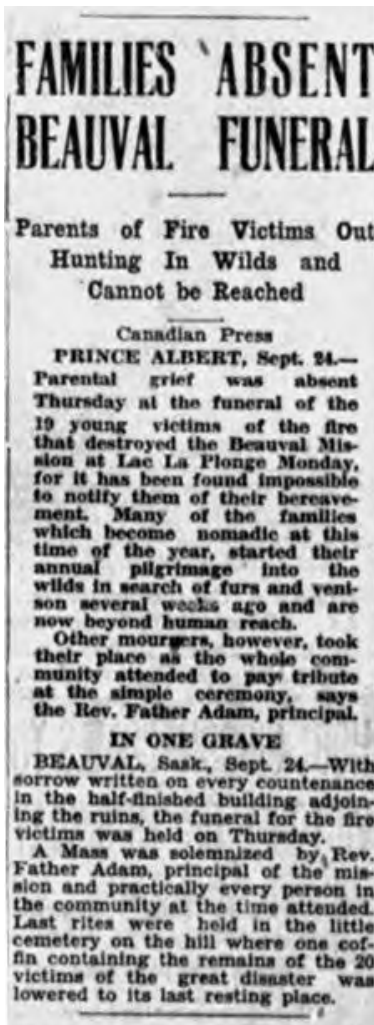 FAMILIES ABSENT
BEAUVAL FUNERAL
Parents of Fire Victims Out
Hunting In Wilds and
Cannot be Reached
Canadian Press
PRINCE ALBERT, Sept. 24.—
Parental grief was absent
Thursday at the funeral of the
19 young victims of the fire
that destroyed the Beauval Mis-
sion at Lac La Plonge Monday,
for it has been found impossible
to notify them of their bereave-
ment. Many of the families
which become nomadic at this
time of the year, started their
annual pilgrimage into the
wilds in search of furs and veni-
son several weeks ago and are
now beyond human reach.
Other mourners, however, took
their place as the whole com-
munity attended to pay tribute
at the simple ceremony, says
the Rev. Father Adam, principal.
IN ONE GRAVE
BEAUVAL, Sask., Sept. 24.—With
sorrow written on every countenance
in the half-finished building adjoin-
ing the ruins, the funeral for the fire
victims was held on Thursday.
A Mass was solemnized by Rev.
Father Adam, principal of the mis-
sion and practically every person in
the community at the time attended.
Last rites were held in the little
cemetery on the hill where one cof-
fin containing the remains of the 20
victims of the great disaster was
lowered to its last resting place.